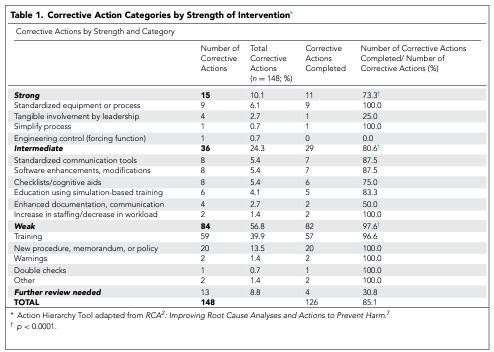 Table 1. Corrective Action Categories by Strength of Intervention*
Corrective Actions by Strength and Category
Number of Corrective Actions Total Corrective Actions (n = 148; %) Corrective Actions Completed Number of Corrective Actions Completed/ Number of Corrective Actions (%)
Strong 15 10.1 11 73.3†
Standardized equipment or process 9 6.1 9 100.0
Tangible involvement by leadership 4 2.7 1 25.0
Simplify process 1 0.7 1 100.0
Engineering control (forcing function) 1 0.7 0 0.0
Intermediate 36 24.3 29 80.6†
Standardized communication tools 8 5.4 7 87.5
Software enhancements, modifications 8 5.4 7 87.5
Checklists/cognitive aids 8 5.4 6 75.0
Education using simulation-based training 6 4.1 5 83.3
Enhanced documentation, communication 4 2.7 2 50.0
Increase in staffing/decrease in workload 2 1.4 2 100.0
Weak 84 56.8 82 97.6†
Training 59 39.9 57 96.6
New procedure, memorandum, or policy 20 13.5 20 100.0
Warnings 2 1.4 2 100.0
Double checks 1 0.7 1 100.0
Other 2 1.4 2 100.0
Further review needed 13 8.8 4 30.8
TOTAL 148 126 85.1
* Action Hierarchy Tool adapted from RCA²: Improving Root Cause Analyses and Actions to Prevent Harm.⁷
† p < 0.0001.